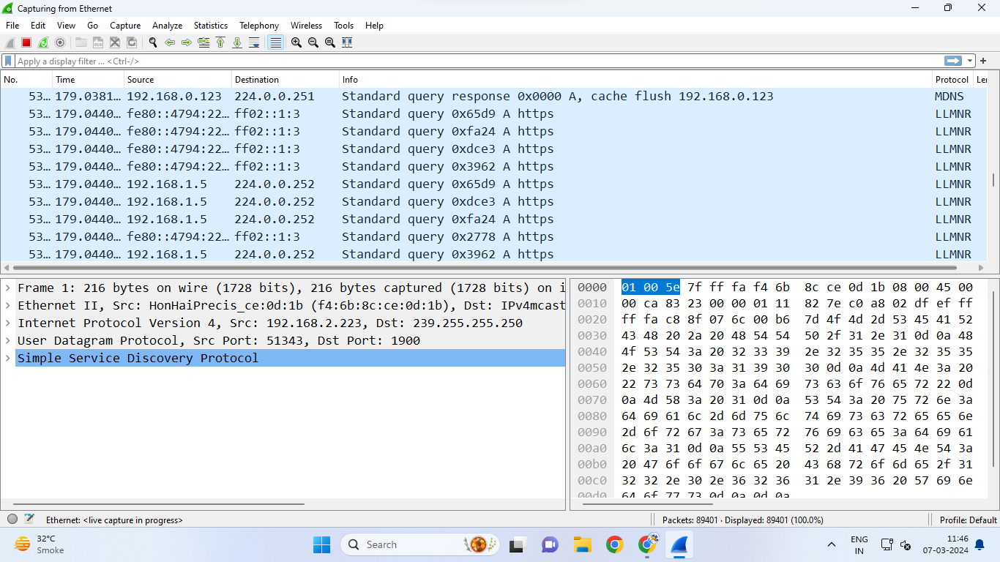 Capturing from Ethernet
File Edit View Go Capture Analyze Statistics Telephony Wireless Tools Help
Apply a display filter ... <Ctrl-/>
No. Time Source Destination Info Protocol Ler
53… 179.0381… 192.168.0.123 224.0.0.251 Standard query response 0x0000 A, cache flush 192.168.0.123 MDNS
53… 179.0440… fe80::4794:22… ff02::1:3 Standard query 0x65d9 A https LLMNR
53… 179.0440… fe80::4794:22… ff02::1:3 Standard query 0xfa24 A https LLMNR
53… 179.0440… fe80::4794:22… ff02::1:3 Standard query 0xdce3 A https LLMNR
53… 179.0440… fe80::4794:22… ff02::1:3 Standard query 0x3962 A https LLMNR
53… 179.0440… 192.168.1.5 224.0.0.252 Standard query 0x65d9 A https LLMNR
53… 179.0440… 192.168.1.5 224.0.0.252 Standard query 0xdce3 A https LLMNR
53… 179.0440… 192.168.1.5 224.0.0.252 Standard query 0xfa24 A https LLMNR
53… 179.0440… fe80::4794:22… ff02::1:3 Standard query 0x2778 A https LLMNR
53… 179.0440… 192.168.1.5 224.0.0.252 Standard query 0x3962 A https LLMNR
Frame 1: 216 bytes on wire (1728 bits), 216 bytes captured (1728 bits) on i
Ethernet II, Src: HonHaiPrecis_ce:0d:1b (f4:6b:8c:ce:0d:1b), Dst: IPv4mcast
Internet Protocol Version 4, Src: 192.168.2.223, Dst: 239.255.255.250
User Datagram Protocol, Src Port: 51343, Dst Port: 1900
Simple Service Discovery Protocol
0000 01 00 5e 7f ff fa f4 6b 8c ce 0d 1b 08 00 45 00
0010 00 ca 83 23 00 00 01 11 82 7e c0 a8 02 df ef ff
0020 ff fa c8 8f 07 6c 00 b6 7d 4f 4d 2d 53 45 41 52
0030 43 48 20 2a 20 48 54 54 50 2f 31 2e 31 0d 0a 48
0040 4f 53 54 3a 20 32 33 39 2e 32 35 35 2e 32 35 35
0050 2e 32 35 30 3a 31 39 30 30 0d 0a 4d 41 4e 3a 20
0060 22 73 73 64 70 3a 64 69 73 63 6f 76 65 72 22 0d
0070 0a 4d 58 3a 20 31 0d 0a 53 54 3a 20 75 72 6e 3a
0080 64 69 61 6c 2d 6d 75 6c 74 69 73 63 72 65 65 6e
0090 2d 6f 72 67 3a 73 65 72 76 69 63 65 3a 64 69 61
00a0 6c 3a 31 0d 0a 55 53 45 52 2d 41 47 45 4e 54 3a
00b0 20 47 6f 6f 67 6c 65 20 43 68 72 6f 6d 65 2f 31
00c0 32 32 2e 30 2e 36 32 36 31 2e 39 36 20 57 69 6e
00d0 64 6f 77 73 0d 0a 0d 0a
Ethernet: <live capture in progress>
Packets: 89401 · Displayed: 89401 (100.0%)
Profile: Default
32°C
Smoke
Search
ENG
IN
11:46
07-03-2024